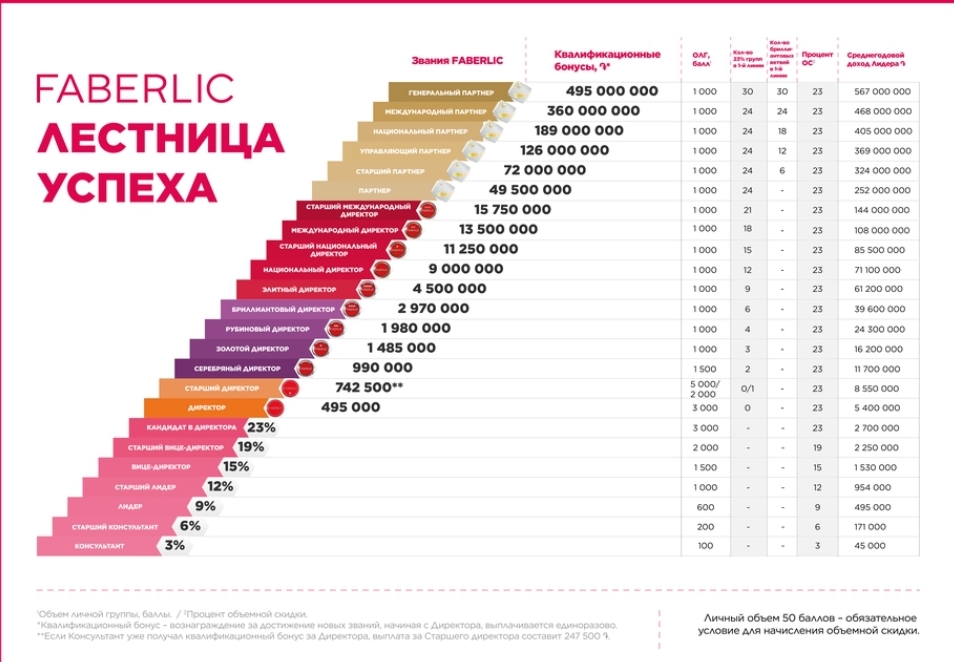 FABERLIC
ЛЕСТНИЦА
УСПЕХА
Звания FABERLIC
Квалификационные
бонусы, ֏*
ОЛГ,
балл¹
Кол-во
23% групп
в 1-й линии
Кол-во
брилли-
антовых
ветвей
в 1-й
линии
Процент
ОС²
Среднегодовой
доход Лидера ֏
ГЕНЕРАЛЬНЫЙ ПАРТНЕР 495 000 000 1 000 30 30 23 567 000 000
МЕЖДУНАРОДНЫЙ ПАРТНЕР 360 000 000 1 000 24 24 23 468 000 000
НАЦИОНАЛЬНЫЙ ПАРТНЕР 189 000 000 1 000 24 18 23 405 000 000
УПРАВЛЯЮЩИЙ ПАРТНЕР 126 000 000 1 000 24 12 23 369 000 000
СТАРШИЙ ПАРТНЕР 72 000 000 1 000 24 6 23 324 000 000
ПАРТНЕР 49 500 000 1 000 24 - 23 252 000 000
СТАРШИЙ МЕЖДУНАРОДНЫЙ
ДИРЕКТОР 15 750 000 1 000 21 - 23 144 000 000
МЕЖДУНАРОДНЫЙ ДИРЕКТОР 13 500 000 1 000 18 - 23 108 000 000
СТАРШИЙ НАЦИОНАЛЬНЫЙ
ДИРЕКТОР 11 250 000 1 000 15 - 23 85 500 000
НАЦИОНАЛЬНЫЙ ДИРЕКТОР 9 000 000 1 000 12 - 23 71 100 000
ЭЛИТНЫЙ ДИРЕКТОР 4 500 000 1 000 9 - 23 61 200 000
БРИЛЛИАНТОВЫЙ ДИРЕКТОР 2 970 000 1 000 6 - 23 39 600 000
РУБИНОВЫЙ ДИРЕКТОР 1 980 000 1 000 4 - 23 24 300 000
ЗОЛОТОЙ ДИРЕКТОР 1 485 000 1 000 3 - 23 16 200 000
СЕРЕБРЯНЫЙ ДИРЕКТОР 990 000 1 500 2 - 23 11 700 000
СТАРШИЙ ДИРЕКТОР 742 500** 5 000/
2 000 0/1 - 23 8 550 000
ДИРЕКТОР 495 000 3 000 0 - 23 5 400 000
КАНДИДАТ В ДИРЕКТОРА 23% 3 000 - - 23 2 700 000
СТАРШИЙ ВИЦЕ-ДИРЕКТОР 19% 2 000 - - 19 2 250 000
ВИЦЕ-ДИРЕКТОР 15% 1 500 - - 15 1 530 000
СТАРШИЙ ЛИДЕР 12% 1 000 - - 12 954 000
ЛИДЕР 9% 600 - - 9 495 000
СТАРШИЙ КОНСУЛЬТАНТ 6% 200 - - 6 171 000
КОНСУЛЬТАНТ 3% 100 - - 3 45 000
¹Объем личной группы, баллы. / ²Процент объемной скидки.
*Квалификационный бонус – вознаграждение за достижение новых званий, начиная с Директора, выплачивается единоразово.
**Если Консультант уже получал квалификационный бонус за Директора, выплата за Старшего директора составит 247 500 ֏.
Личный объем 50 баллов – обязательное
условие для начисления объемной скидки.